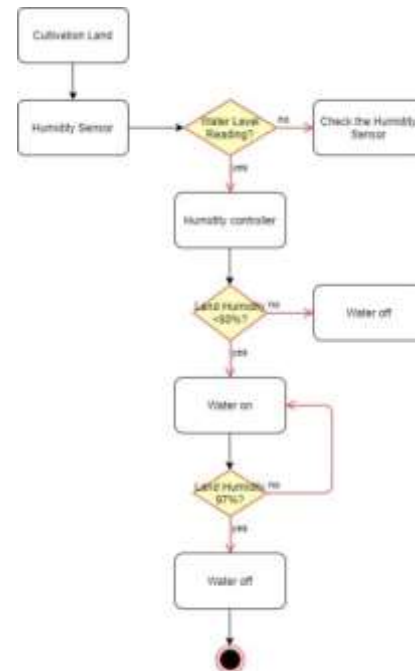 Cultivation Land
Humidity Sensor
Water Level
Reading?
no
Check the Humidity
Sensor
yes
Humidity controller
Land Humidity
no
Water off
yes
Water on
Land Humidity
97%?
no
yes
Water off